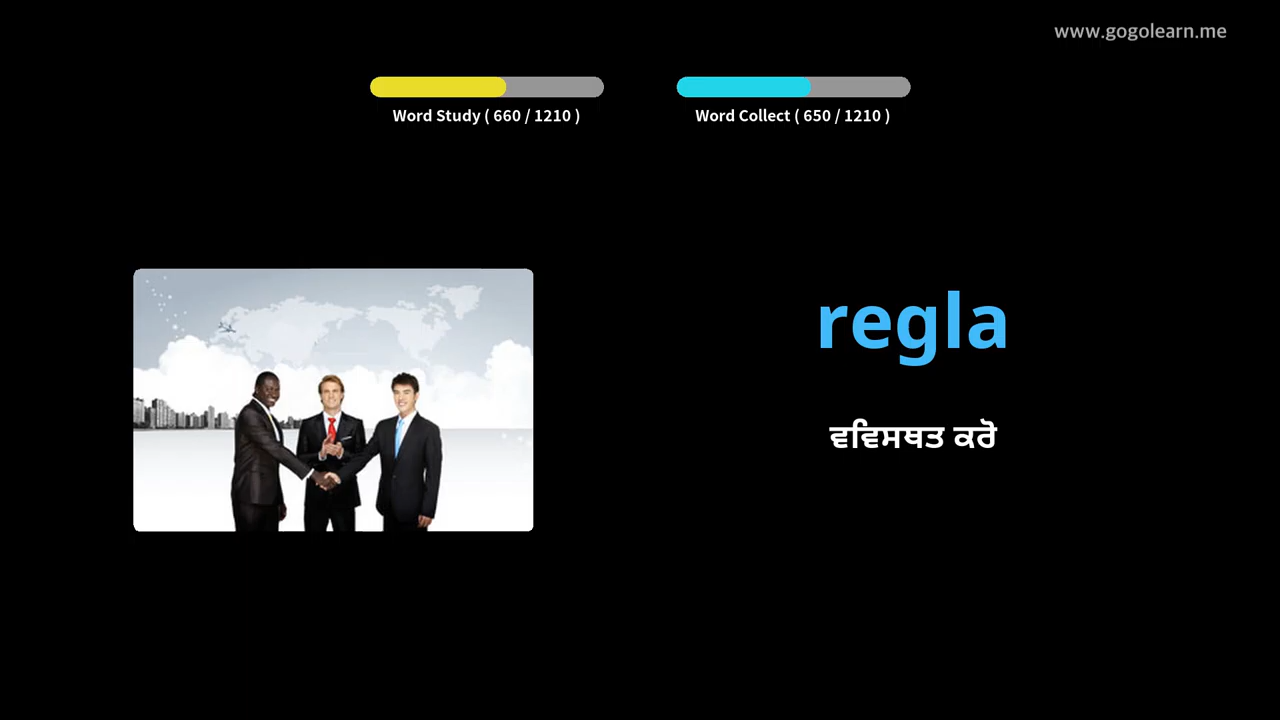 www.gogolearn.me
Word Study ( 660 / 1210 )
Word Collect ( 650 / 1210 )
regla
ਵਵਿਸਥਤ ਕਰੋ